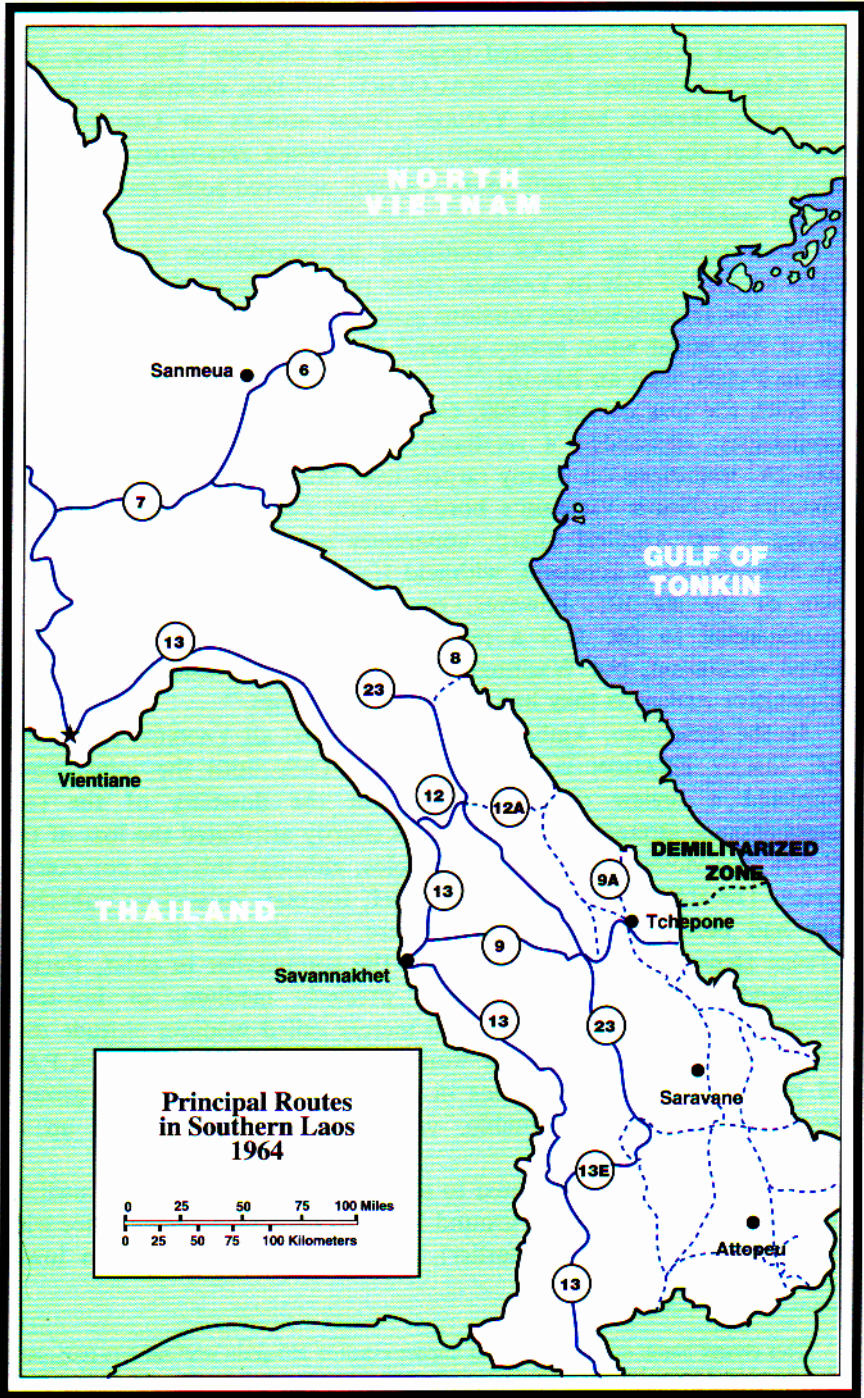 NORTH
VIETNAM
Sanmeua
6
7
GULF OF
TONKIN
13
8
23
Vientiane
12
12A
DEMILITARIZED
ZONE
9A
13
THAILAND
Tchepone
9
Savannakhet
13
23
Saravane
Principal Routes
in Southern Laos
1964
13E
0 25 50 75 100 Miles
0 25 50 75 100 Kilometers
Attopeu
13